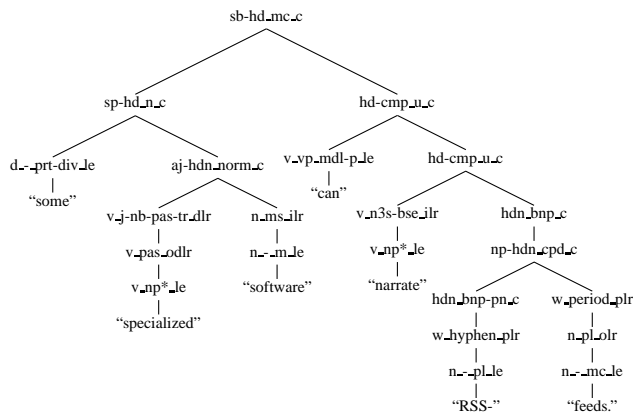 sb-hd_mc_c
sp-hd_n_c hd-cmp_u_c
d_-_prt-div_le aj-hdn_norm_c v_vp_mdl-p_le hd-cmp_u_c
“some” “can”
v_j-nb-pas-tr_dlr n_ms_ilr v_n3s-bse_ilr hdn_bnp_c
v_pas_odlr n_-_m_le v_np*_le np-hdn_cpd_c
v_np*_le “software” “narrate” hdn_bnp-pn_c w_period_plr
“specialized” w_hyphen_plr n_pl_olr
n_-_pl_le n_-_mc_le
“RSS-” “feeds.”